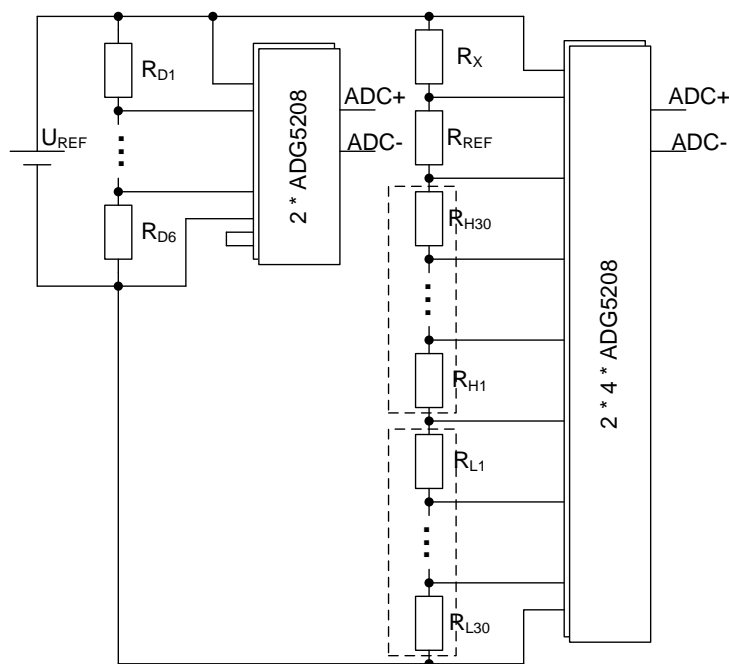 R_D1
U_REF
R_D6
2 * ADG5208
ADC+
ADC-
R_X
R_REF
R_H30
R_H1
R_L1
R_L30
2 * 4 * ADG5208
ADC+
ADC-